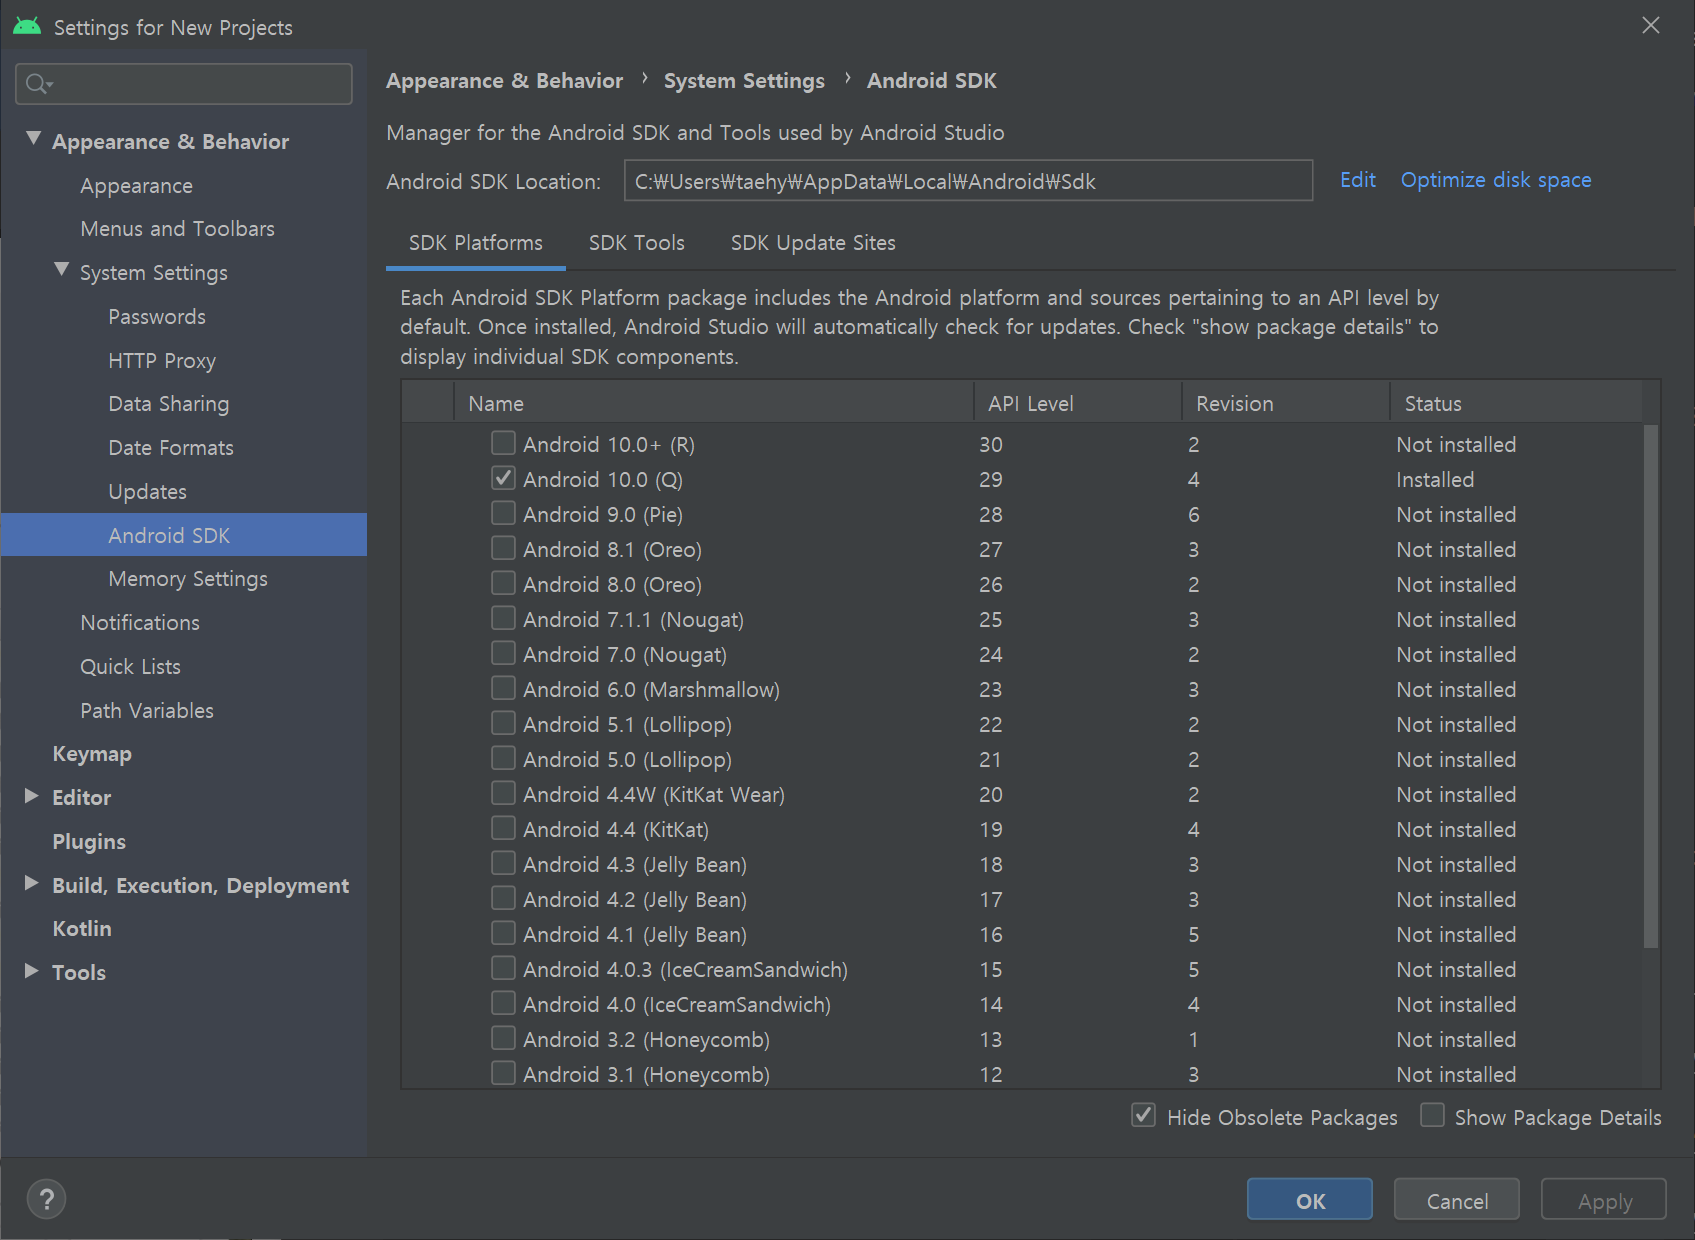 Settings for New Projects
Appearance & Behavior
Appearance
Menus and Toolbars
System Settings
Passwords
HTTP Proxy
Data Sharing
Date Formats
Updates
Android SDK
Memory Settings
Notifications
Quick Lists
Path Variables
Keymap
Editor
Plugins
Build, Execution, Deployment
Kotlin
Tools
Appearance & Behavior › System Settings › Android SDK
Manager for the Android SDK and Tools used by Android Studio
Android SDK Location: C:₩Users₩taehy₩AppData₩Local₩Android₩Sdk Edit Optimize disk space
SDK Platforms SDK Tools SDK Update Sites
Each Android SDK Platform package includes the Android platform and sources pertaining to an API level by
default. Once installed, Android Studio will automatically check for updates. Check "show package details" to
display individual SDK components.
Name API Level Revision Status
Android 10.0+ (R) 30 2 Not installed
Android 10.0 (Q) 29 4 Installed
Android 9.0 (Pie) 28 6 Not installed
Android 8.1 (Oreo) 27 3 Not installed
Android 8.0 (Oreo) 26 2 Not installed
Android 7.1.1 (Nougat) 25 3 Not installed
Android 7.0 (Nougat) 24 2 Not installed
Android 6.0 (Marshmallow) 23 3 Not installed
Android 5.1 (Lollipop) 22 2 Not installed
Android 5.0 (Lollipop) 21 2 Not installed
Android 4.4W (KitKat Wear) 20 2 Not installed
Android 4.4 (KitKat) 19 4 Not installed
Android 4.3 (Jelly Bean) 18 3 Not installed
Android 4.2 (Jelly Bean) 17 3 Not installed
Android 4.1 (Jelly Bean) 16 5 Not installed
Android 4.0.3 (IceCreamSandwich) 15 5 Not installed
Android 4.0 (IceCreamSandwich) 14 4 Not installed
Android 3.2 (Honeycomb) 13 1 Not installed
Android 3.1 (Honeycomb) 12 3 Not installed
Hide Obsolete Packages Show Package Details
? OK Cancel Apply